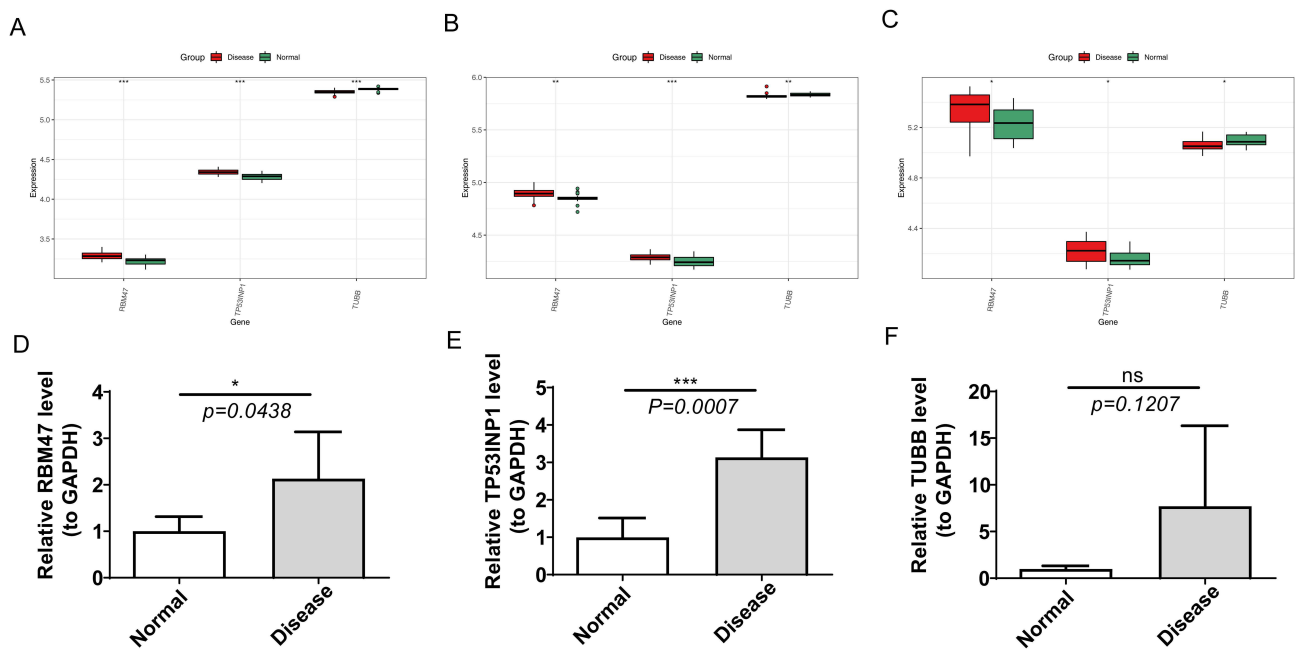 A
Group Disease Normal
*** *** ***
5.5
4.5
4.0
3.5
Expression
RBM47
TP53INP1
TUBB
Gene
B
Group Disease Normal
** *** **
6.0
5.5
5.0
4.5
Expression
RBM47
TP53INP1
TUBB
Gene
C
Group Disease Normal
* * *
5.2
4.8
4.4
Expression
RBM47
TP53INP1
TUBB
Gene
D
Relative RBM47 level
(to GAPDH)
4
3
2
1
0
*
p=0.0438
Normal
Disease
E
Relative TP53INP1 level
(to GAPDH)
5
4
3
2
1
0
***
P=0.0007
Normal
Disease
F
Relative TUBB level
(to GAPDH)
20
15
10
5
0
ns
p=0.1207
Normal
Disease